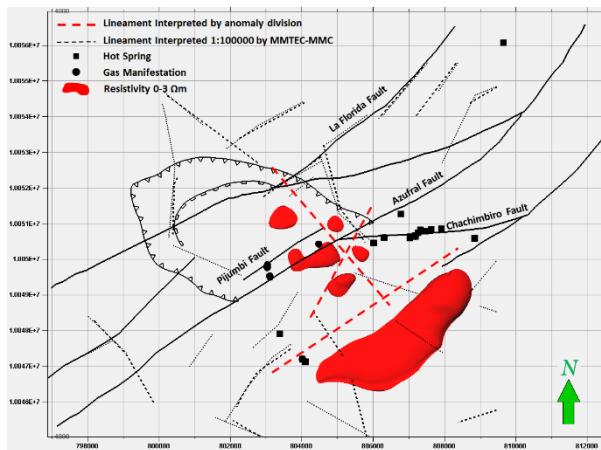 Lineament Interpreted by anomaly division
1.0056E+7
Lineament Interpreted 1:100000 by MMTEC-MMC
Hot Spring
1.0055E+7
Gas Manifestation
Resistivity 0-3 Ωm
1.0054E+7
La Florida Fault
1.0053E+7
1.0052E+7
Azufral Fault
1.0051E+7
Chachimbiro Fault
Pijumbi Fault
1.005E+7
1.0049E+7
1.0048E+7
1.0047E+7
N
1.0046E+7
798000 800000 802000 804000 806000 808000 810000 812000